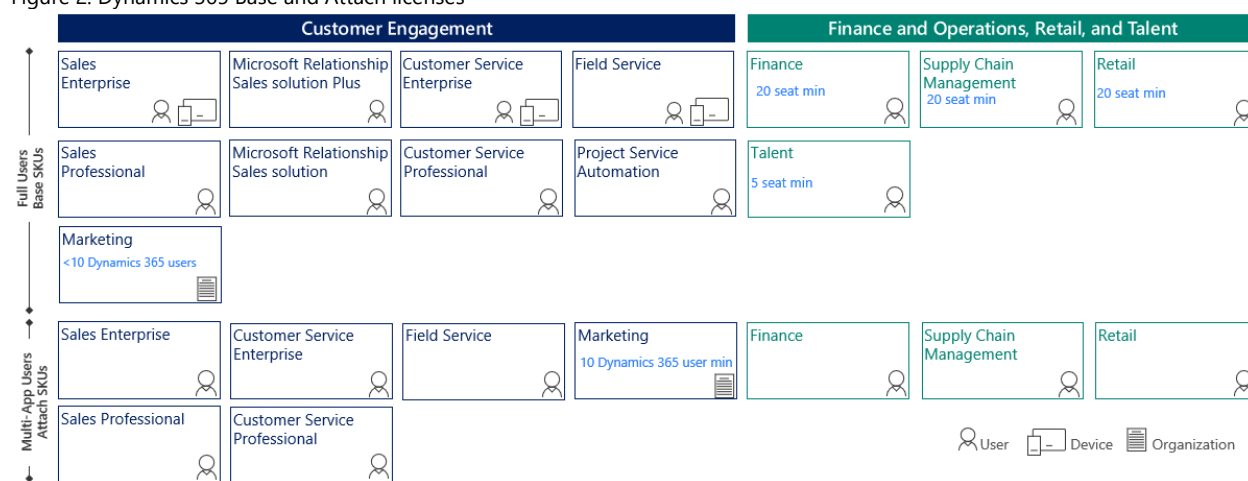 Figure 2: Dynamics 365 Base and Attach licenses
Customer Engagement
Finance and Operations, Retail, and Talent
Full Users
Base SKUs
Sales
Enterprise
Microsoft Relationship
Sales solution Plus
Customer Service
Enterprise
Field Service
Finance
20 seat min
Supply Chain
Management
20 seat min
Retail
20 seat min
Sales
Professional
Microsoft Relationship
Sales solution
Customer Service
Professional
Project Service
Automation
Talent
5 seat min
Marketing
<10 Dynamics 365 users
Multi-App Users
Attach SKUs
Sales Enterprise
Customer Service
Enterprise
Field Service
Marketing
10 Dynamics 365 user min
Finance
Supply Chain
Management
Retail
Sales Professional
Customer Service
Professional
User
Device
Organization